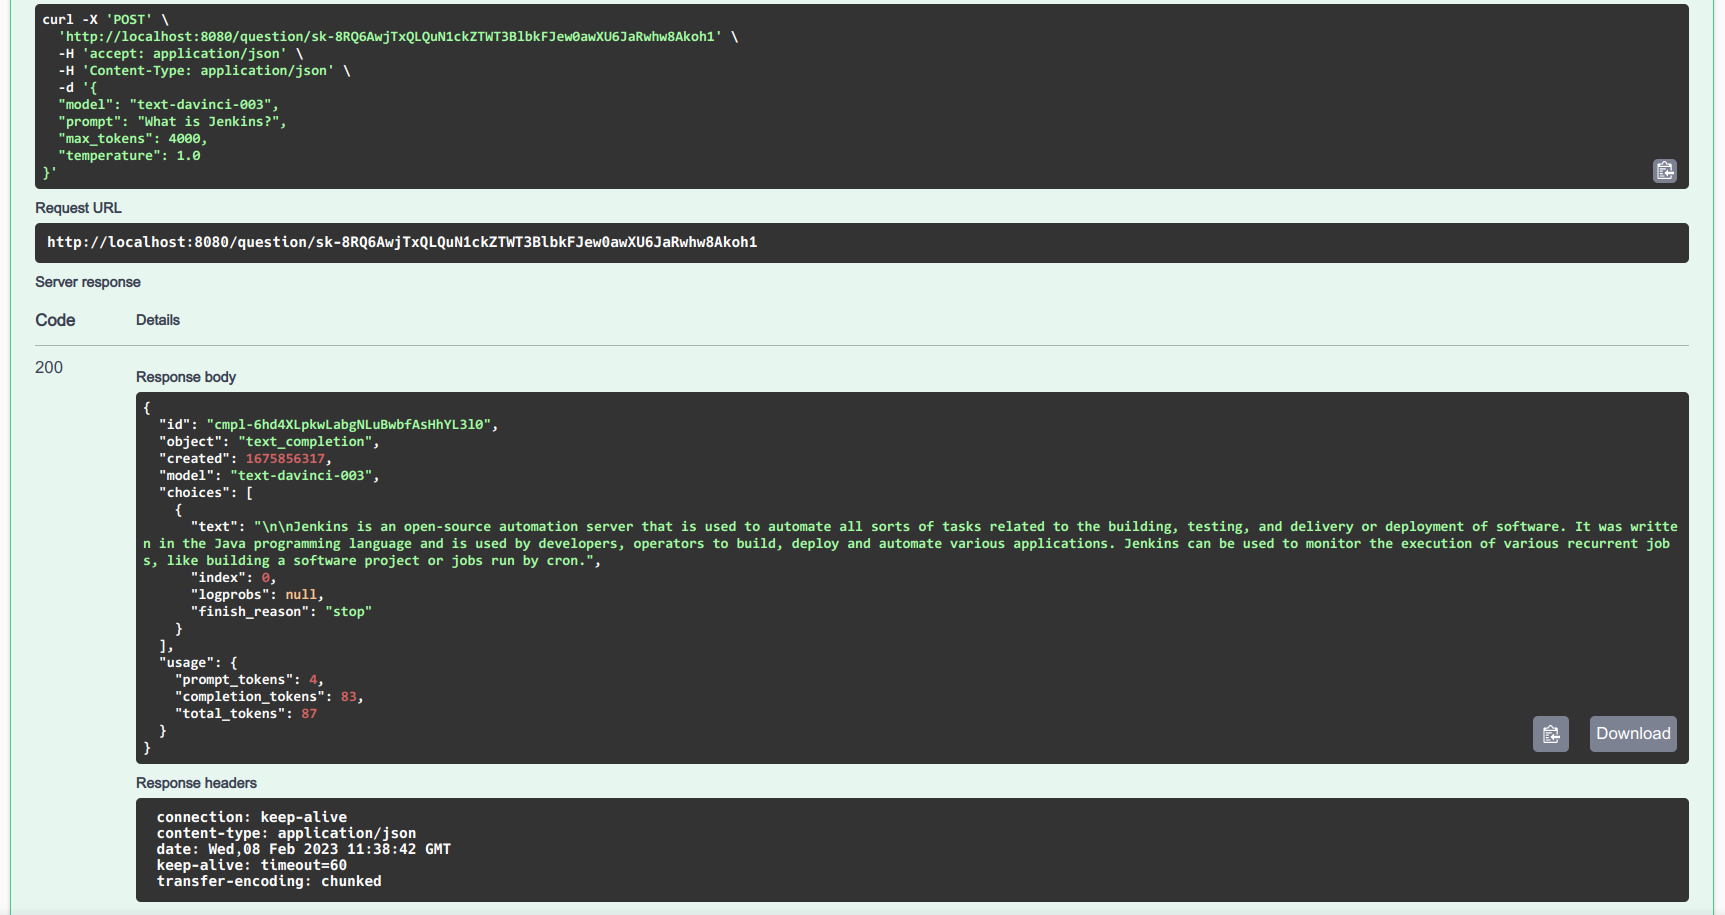 curl -X 'POST' \
  'http://localhost:8080/question/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' \
  -H 'accept: application/json' \
  -H 'Content-Type: application/json' \
  -d '{
  "model": "text-davinci-003",
  "prompt": "What is Jenkins?",
  "max_tokens": 4000,
  "temperature": 1.0
}'
Request URL
http://localhost:8080/question/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
Server response
Code Details
200
Response body
{
  "id": "cmpl-6hd4XLpkwLabgNLuBwbfAsHhYL3l0",
  "object": "text_completion",
  "created": 1675856317,
  "model": "text-davinci-003",
  "choices": [
    {
      "text": "\n\nJenkins is an open-source automation server that is used to automate all sorts of tasks related to the building, testing, and delivery or deployment of software. It was writte
n in the Java programming language and is used by developers, operators to build, deploy and automate various applications. Jenkins can be used to monitor the execution of various recurrent job
s, like building a software project or jobs run by cron.",
      "index": 0,
      "logprobs": null,
      "finish_reason": "stop"
    }
  ],
  "usage": {
    "prompt_tokens": 4,
    "completion_tokens": 83,
    "total_tokens": 87
  }
}
Download
Response headers
connection: keep-alive
content-type: application/json
date: Wed,08 Feb 2023 11:38:42 GMT
keep-alive: timeout=60
transfer-encoding: chunked